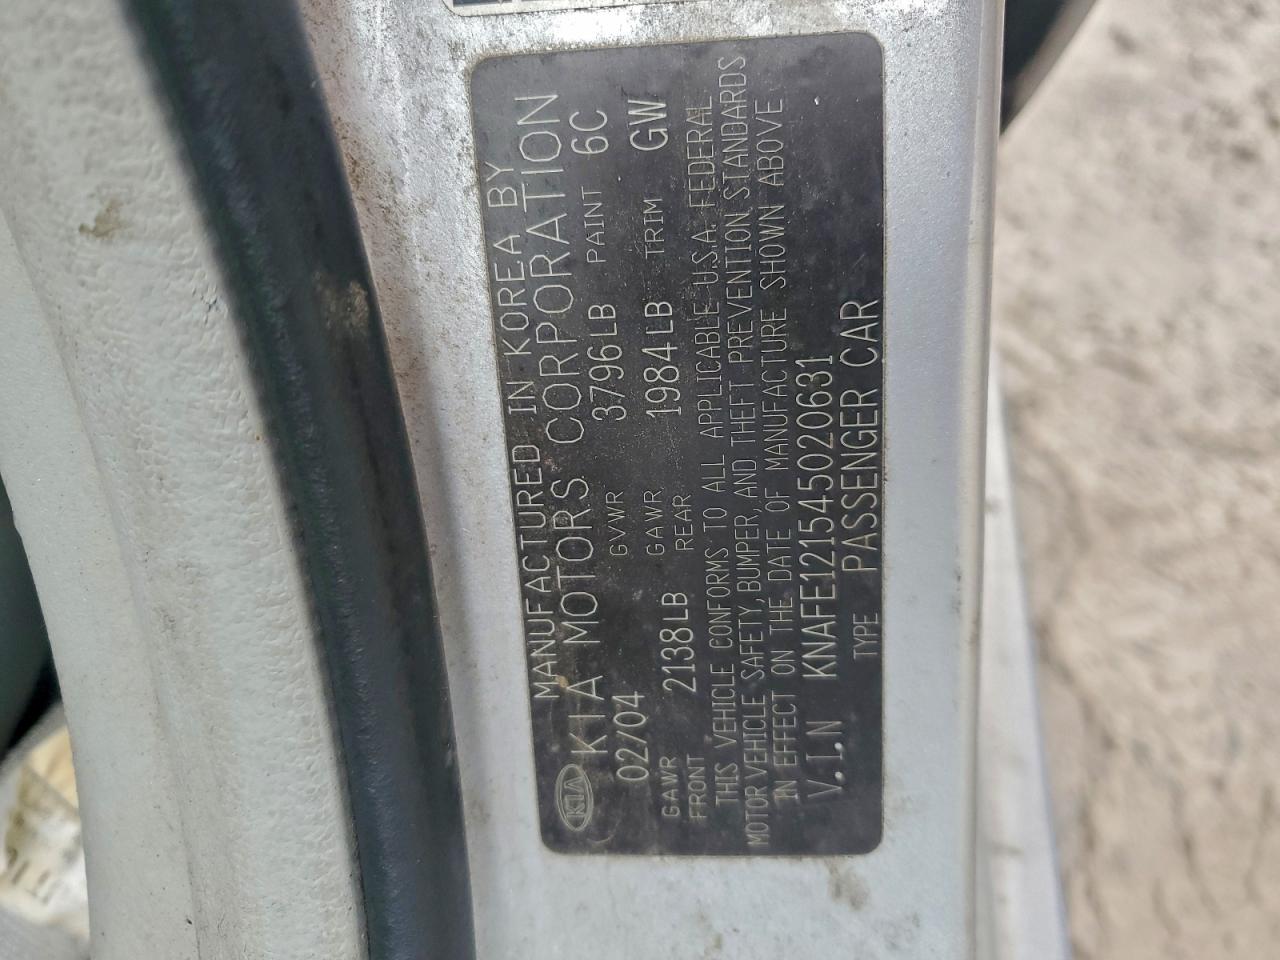 MANUFACTURED IN KOREA BY
KIA KIA MOTORS CORPORATION
02/04 GVWR 3796LB PAINT 6C
GAWR FRONT 2138LB GAWR REAR 1984LB TRIM GW
THIS VEHICLE CONFORMS TO ALL APPLICABLE U.S.A. FEDERAL
MOTOR VEHICLE SAFETY, BUMPER, AND THEFT PREVENTION STANDARDS
IN EFFECT ON THE DATE OF MANUFACTURE SHOWN ABOVE
V.I.N KNAFE121545020631
TYPE PASSENGER CAR